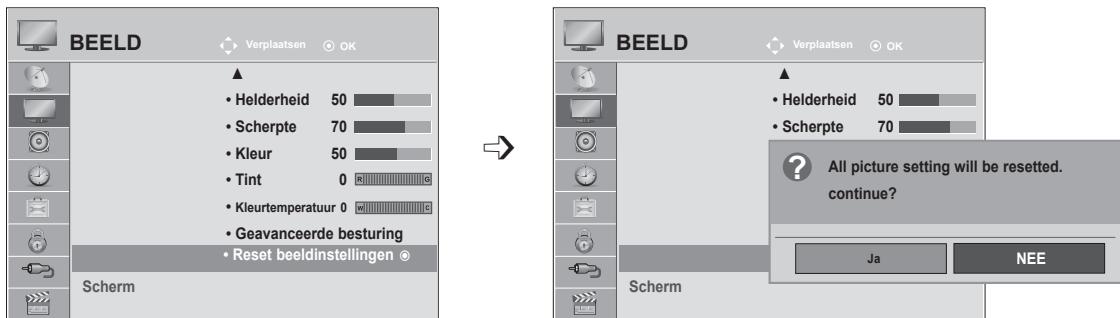 BEELD Verplaatsen OK
▲
• Helderheid 50
• Scherpte 70
• Kleur 50
• Tint 0 R G
• Kleurtemperatuur 0 W C
• Geavanceerde besturing
• Reset beeldinstellingen
Scherm
BEELD Verplaatsen OK
▲
• Helderheid 50
• Scherpte 70
? All picture setting will be resetted.
continue?
Ja NEE
Scherm